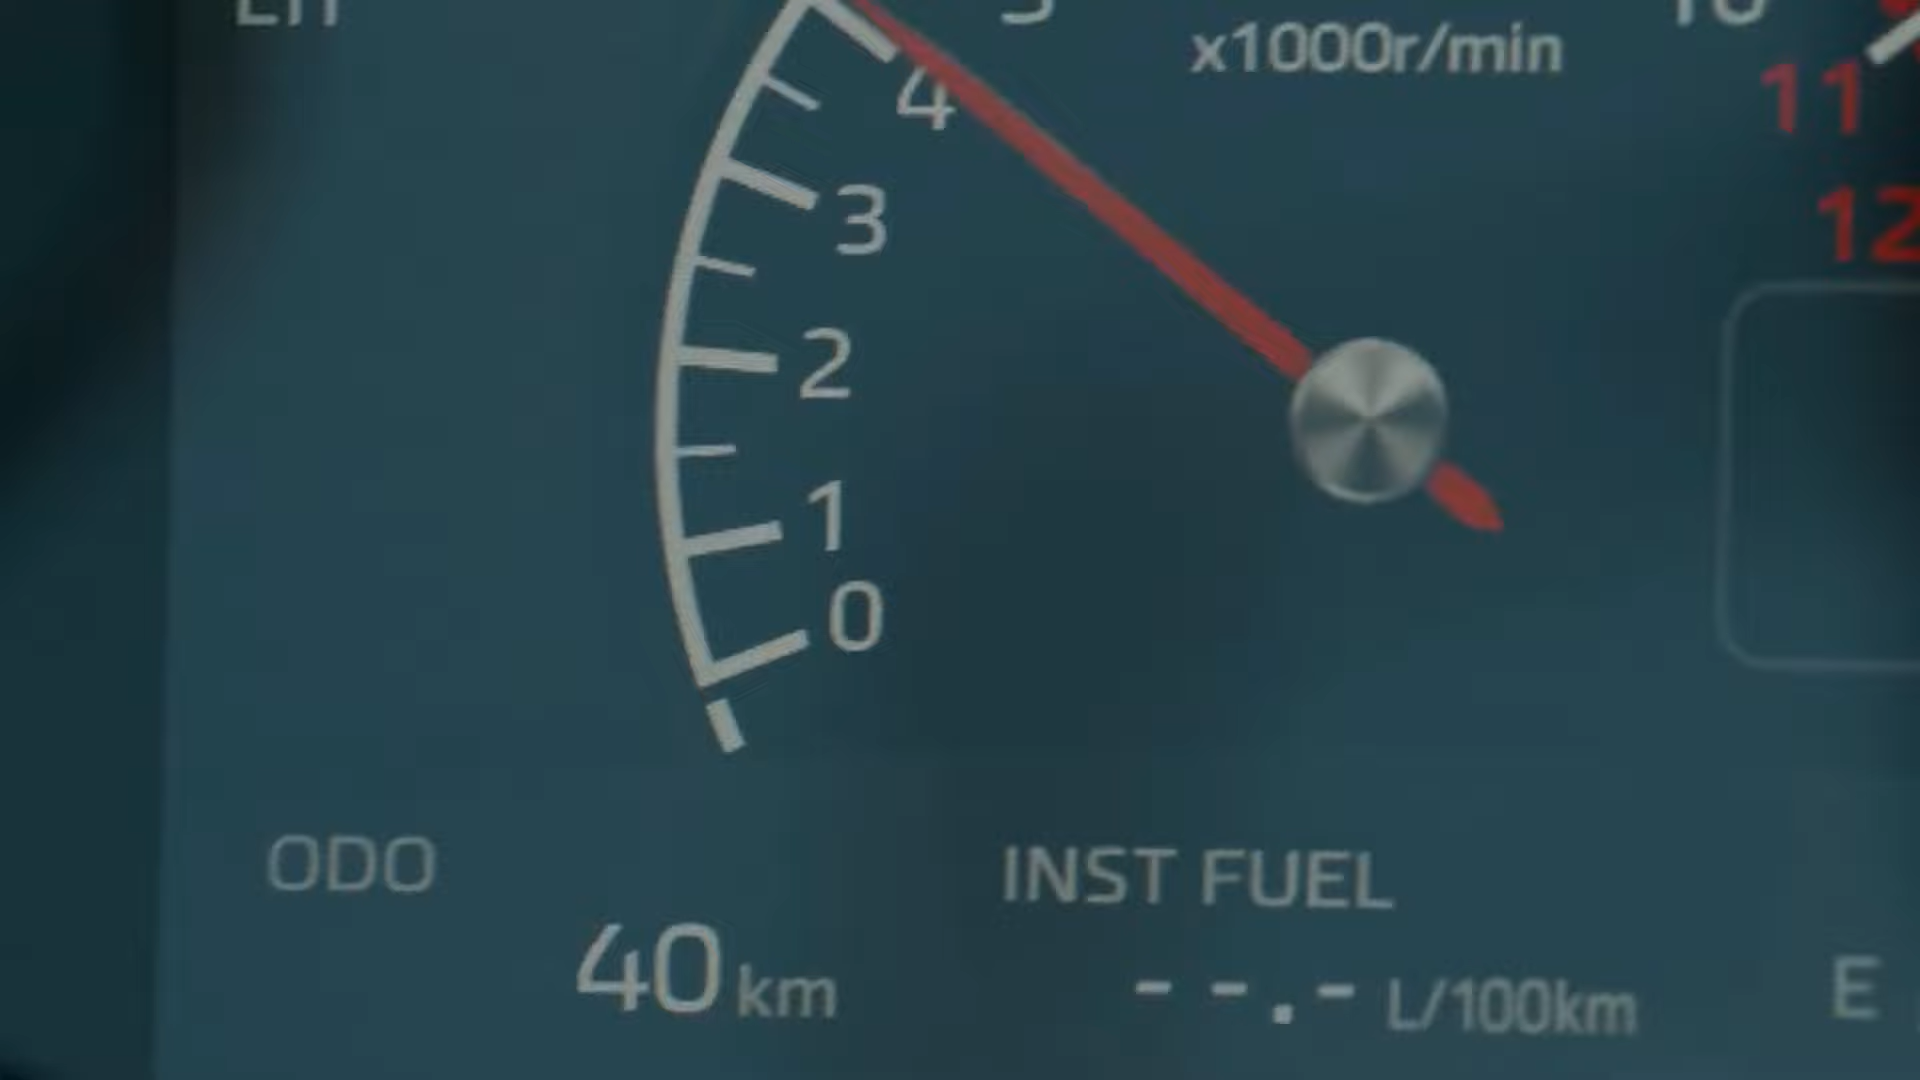 x1000r/min
11
4
3
12
2
1
0
ODO
INST FUEL
40 km
--.- L/100km
E